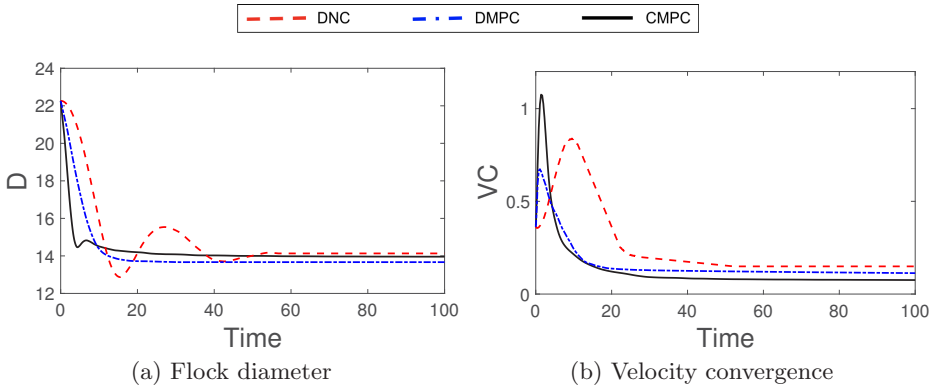 DNC DMPC CMPC
24
22
20
18
16
14
12
D
0 20 40 60 80 100
Time
(a) Flock diameter
1
0.5
0
VC
0 20 40 60 80 100
Time
(b) Velocity convergence